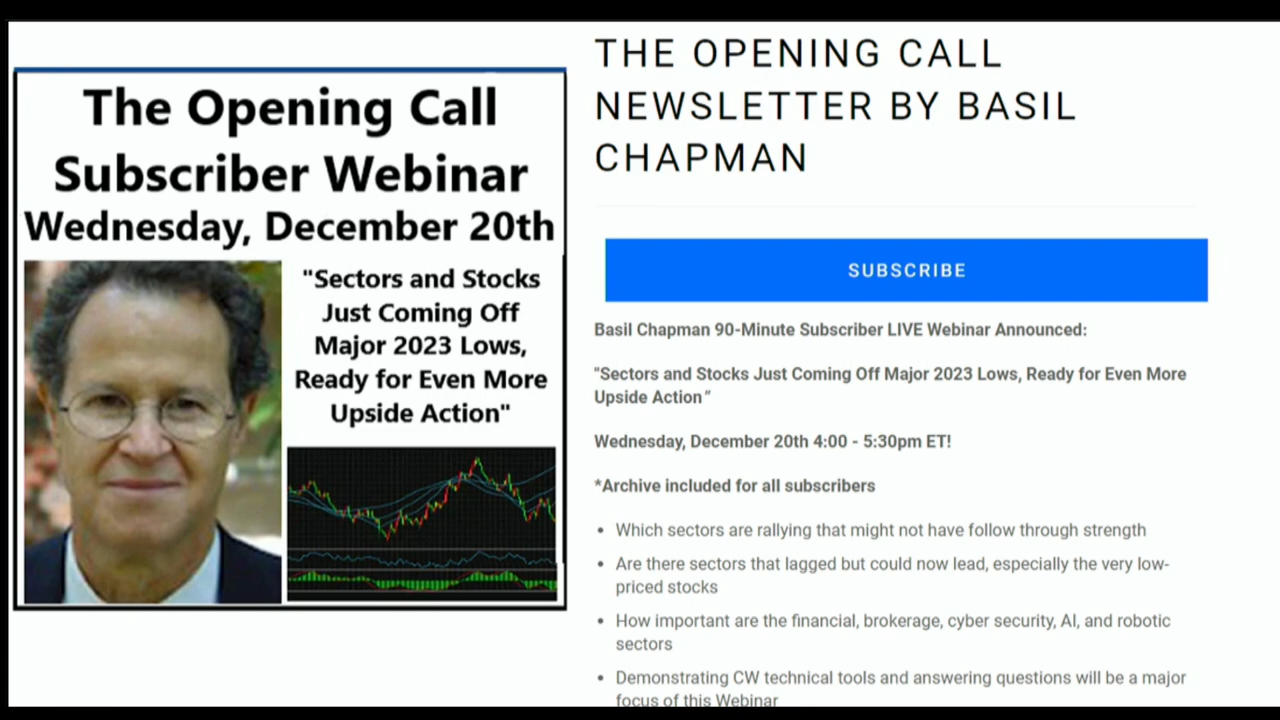 The Opening Call
Subscriber Webinar
Wednesday, December 20th
"Sectors and Stocks
Just Coming Off
Major 2023 Lows,
Ready for Even More
Upside Action"
THE OPENING CALL
NEWSLETTER BY BASIL
CHAPMAN
SUBSCRIBE
Basil Chapman 90-Minute Subscriber LIVE Webinar Announced:
"Sectors and Stocks Just Coming Off Major 2023 Lows, Ready for Even More
Upside Action"
Wednesday, December 20th 4:00 - 5:30pm ET!
*Archive included for all subscribers
• Which sectors are rallying that might not have follow through strength
• Are there sectors that lagged but could now lead, especially the very low-
priced stocks
• How important are the financial, brokerage, cyber security, AI, and robotic
sectors
• Demonstrating CW technical tools and answering questions will be a major
focus of this Webinar